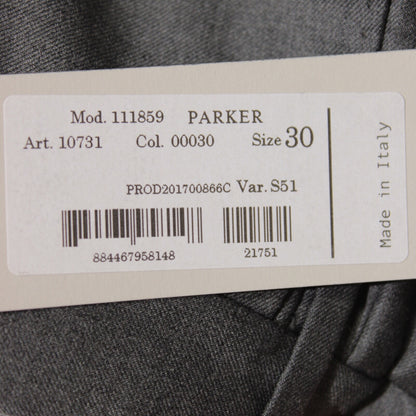 Mod. 111859 PARKER
Art. 10731 Col. 00030 Size 30
PROD201700866C Var. S51
884467958148 21751
Made in Italy